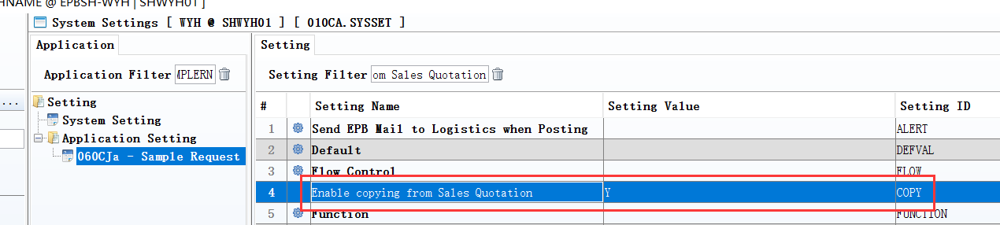 HNAME @ EPBSH-WYH | SHWYH01 ]
System Settings [ WYH @ SHWYH01 ] [ 010CA.SYSSET ]
Application
Setting
Application Filter MPLERN
Setting Filter om Sales Quotation
...
Setting
System Setting
Application Setting
060CJa - Sample Request
# Setting Name Setting Value Setting ID
1 Send EPB Mail to Logistics when Posting ALERT
2 Default DEFVAL
3 Flow Control FLOW
4 Enable copying from Sales Quotation Y COPY
5 Function FUNCTION